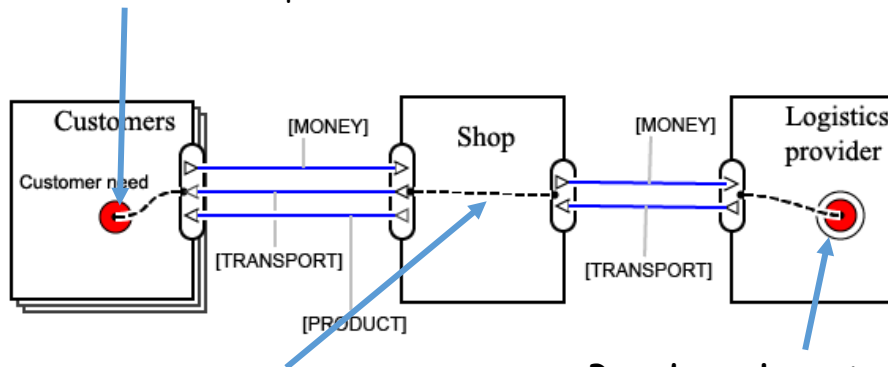 Customers
Customer need
[MONEY]
[TRANSPORT]
[PRODUCT]
Shop
[MONEY]
[TRANSPORT]
Logistics
provider